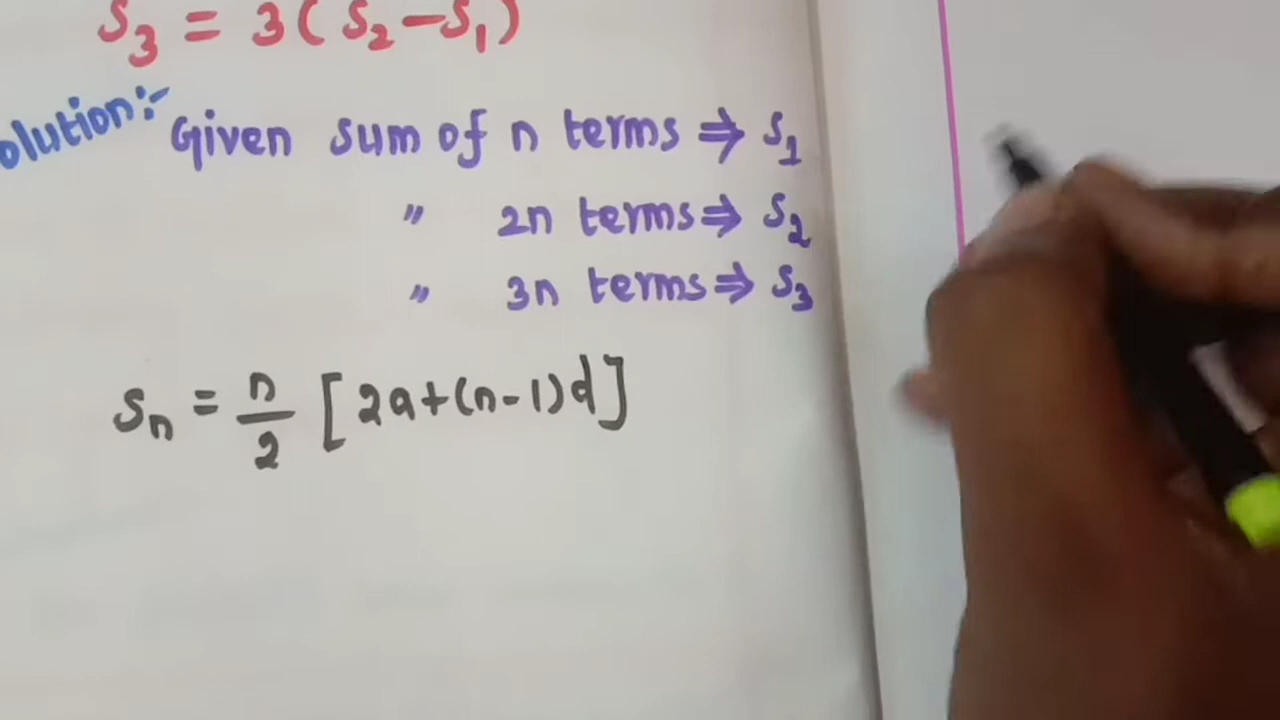 S3 = 3(S2-S1)
olution:- Given sum of n terms ⇒ S1
" 2n terms ⇒ S2
" 3n terms ⇒ S3
Sn = n/2 [2a+(n-1)d]